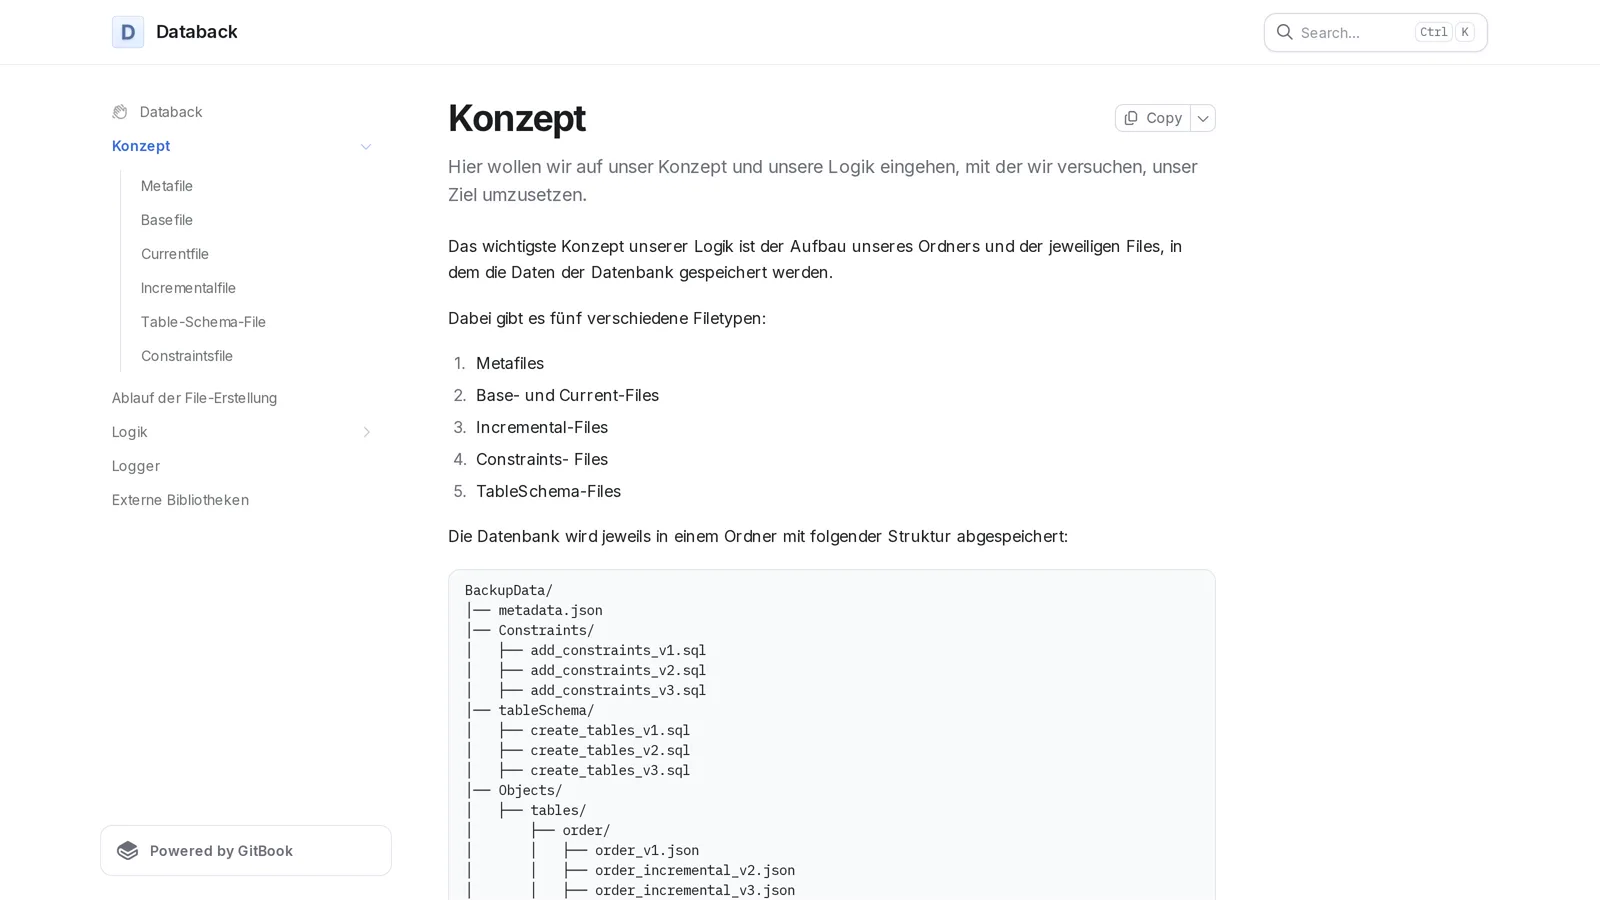 D Databack
Search... Ctrl K
Databack
Konzept
Metafile
Basefile
Currentfile
Incrementalfile
Table-Schema-File
Constraintsfile
Ablauf der File-Erstellung
Logik
Logger
Externe Bibliotheken
Powered by GitBook
Konzept
Copy
Hier wollen wir auf unser Konzept und unsere Logik eingehen, mit der wir versuchen, unser
Ziel umzusetzen.
Das wichtigste Konzept unserer Logik ist der Aufbau unseres Ordners und der jeweiligen Files, in
dem die Daten der Datenbank gespeichert werden.
Dabei gibt es fünf verschiedene Filetypen:
1. Metafiles
2. Base- und Current-Files
3. Incremental-Files
4. Constraints- Files
5. TableSchema-Files
Die Datenbank wird jeweils in einem Ordner mit folgender Struktur abgespeichert:
BackupData/
│── metadata.json
│── Constraints/
│   ├── add_constraints_v1.sql
│   ├── add_constraints_v2.sql
│   ├── add_constraints_v3.sql
│── tableSchema/
│   ├── create_tables_v1.sql
│   ├── create_tables_v2.sql
│   ├── create_tables_v3.sql
│── Objects/
│   ├── tables/
│       ├── order/
│       │   ├── order_v1.json
│       │   ├── order_incremental_v2.json
│       │   ├── order_incremental_v3.json